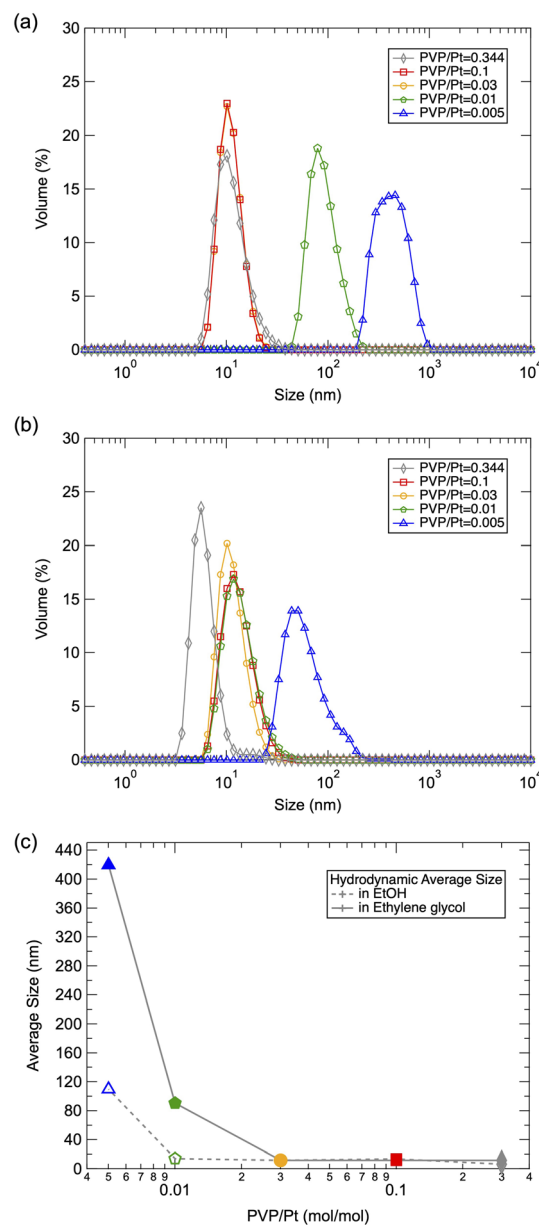 (a)
30
25
20
15
10
5
0
Volume (%)
PVP/Pt=0.344
PVP/Pt=0.1
PVP/Pt=0.03
PVP/Pt=0.01
PVP/Pt=0.005
10⁰ 10¹ 10² 10³ 10⁴
Size (nm)
(b)
30
25
20
15
10
5
0
Volume (%)
PVP/Pt=0.344
PVP/Pt=0.1
PVP/Pt=0.03
PVP/Pt=0.01
PVP/Pt=0.005
10⁰ 10¹ 10² 10³ 10⁴
Size (nm)
(c)
440
400
360
320
280
240
200
160
120
80
40
0
Average Size (nm)
Hydrodynamic Average Size
in EtOH
in Ethylene glycol
4 5 6 7 8 9 2 3 4 5 6 7 8 9 2 3 4
0.01 0.1
PVP/Pt (mol/mol)